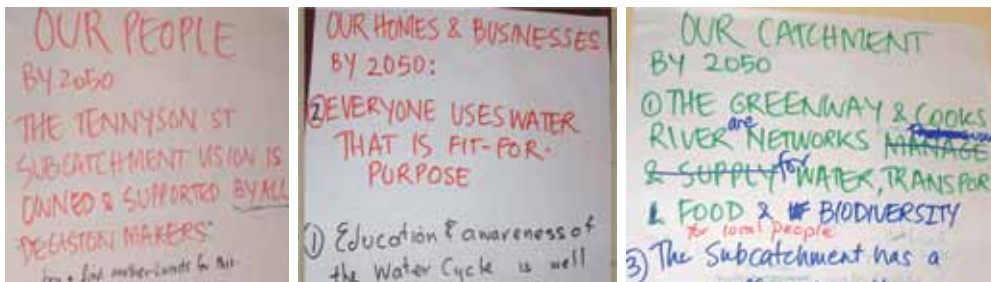 OUR PEOPLE
BY 2050
THE TENNYSON ST
SUBCATCHMENT VISION IS
OWNED & SUPPORTED BY ALL
DECISION MAKERS"
OUR HOMES & BUSINESSES
BY 2050:
2 EVERYONE USES WATER
THAT IS FIT-FOR-
PURPOSE
1) Education & awareness of
the Water Cycle is well
OUR CATCHMENT
BY 2050
① THE GREENWAY & COOKS
RIVER are NETWORKS MANAGE
& SUPPLY for WATER, TRANSPOR
& FOOD & BIODIVERSITY
for local people
3) The Subcatchment has a